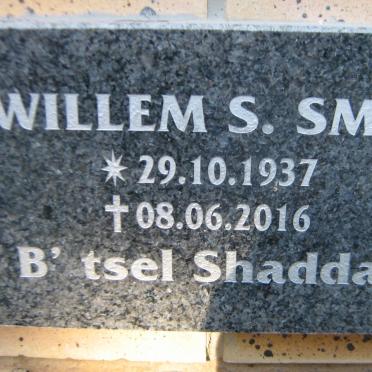 WILLEM S. SM
✶ 29.10.1937
✝ 08.06.2016
B' tsel Shadda